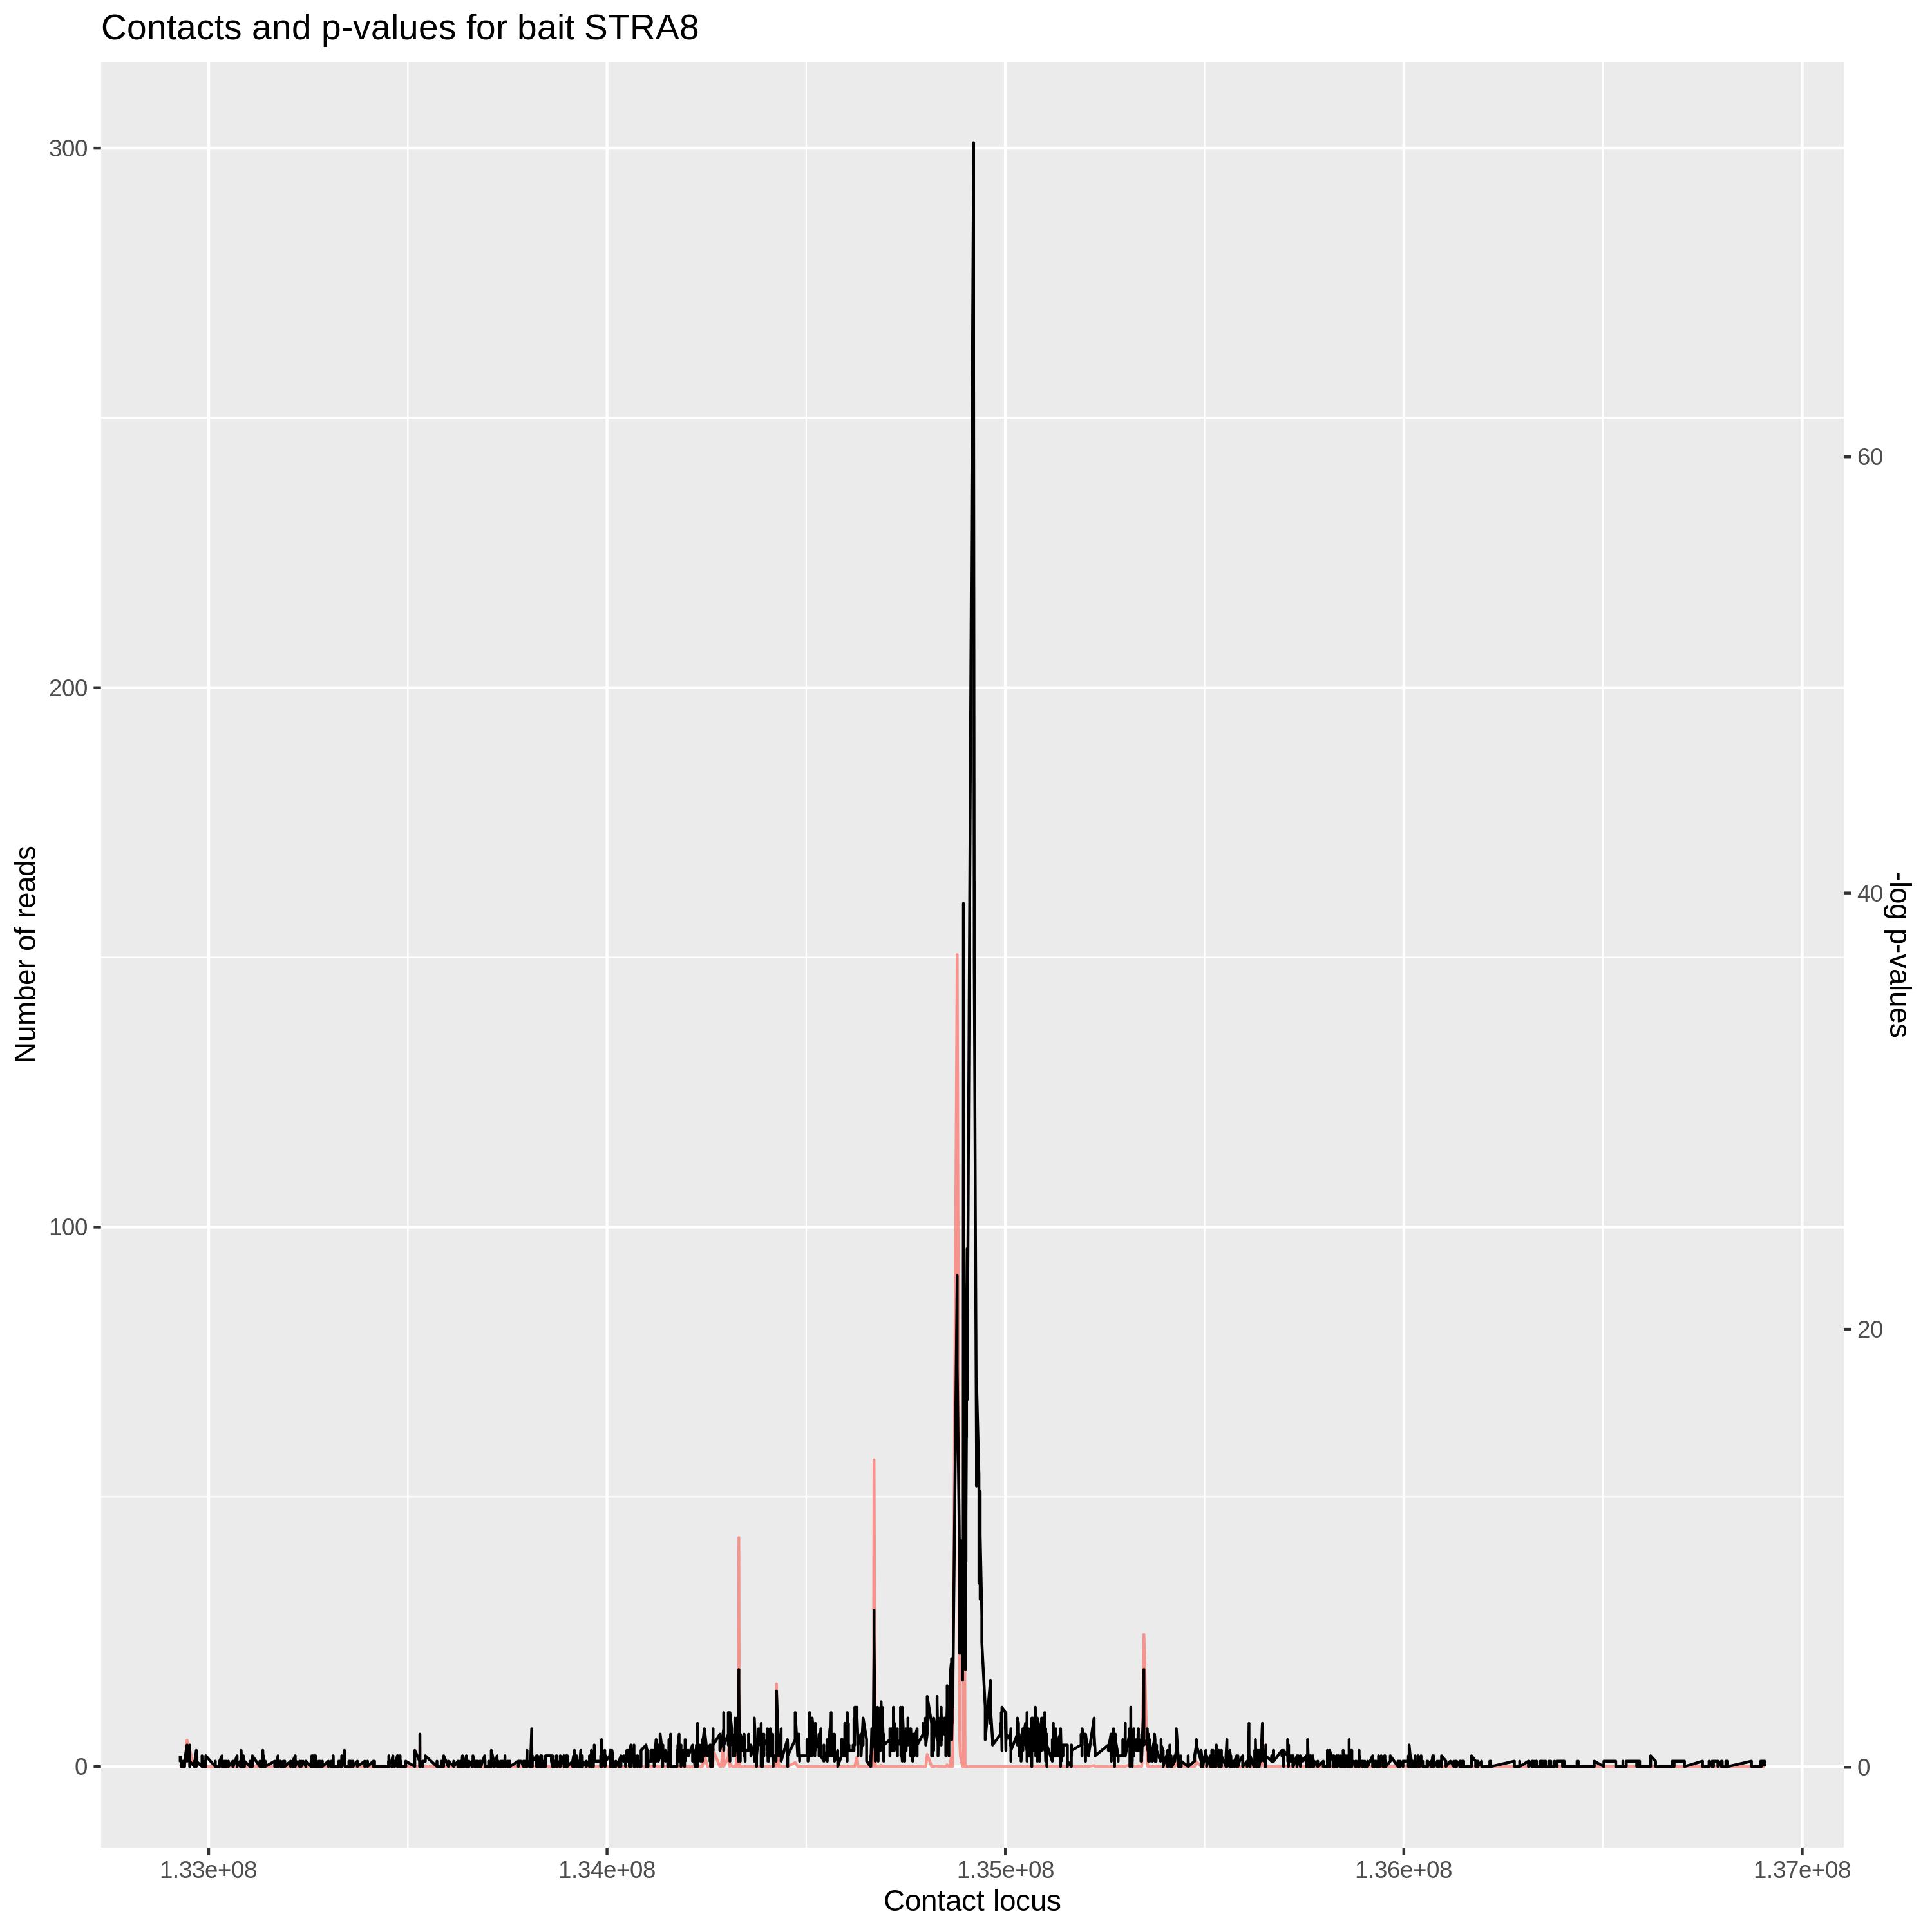 Contacts and p-values for bait STRA8
300
200
100
0
Number of reads
60
40
20
0
-log p-values
1.33e+08 1.34e+08 1.35e+08 1.36e+08 1.37e+08
Contact locus